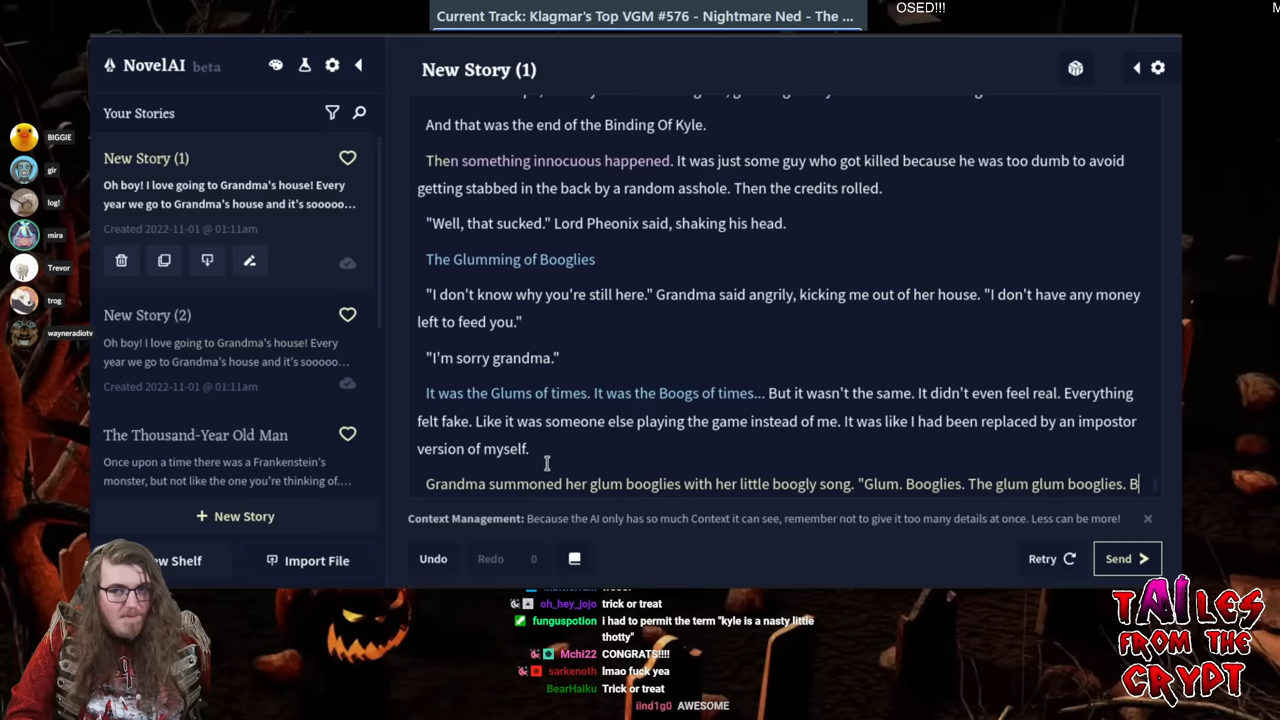 Current Track: Klagmar's Top VGM #576 - Nightmare Ned - The ...
OSED!!!
NovelAI beta
New Story (1)
Your Stories
BIGGIE
gir
log!
mira
Trevor
trog
wayneradiotv
New Story (1)
Oh boy! I love going to Grandma's house! Every
year we go to Grandma's house and it's sooooo...
Created 2022-11-01 @ 01:11am
New Story (2)
Oh boy! I love going to Grandma's house! Every
year we go to Grandma's house and it's sooooo...
Created 2022-11-01 @ 01:11am
The Thousand-Year Old Man
Once upon a time there was a Frankenstein's
monster, but not like the one you're thinking of....
+ New Story
New Shelf
Import File
And that was the end of the Binding Of Kyle.
Then something innocuous happened. It was just some guy who got killed because he was too dumb to avoid
getting stabbed in the back by a random asshole. Then the credits rolled.
"Well, that sucked." Lord Pheonix said, shaking his head.
The Glumming of Booglies
"I don't know why you're still here." Grandma said angrily, kicking me out of her house. "I don't have any money
left to feed you."
"I'm sorry grandma."
It was the Glums of times. It was the Boogs of times... But it wasn't the same. It didn't even feel real. Everything
felt fake. Like it was someone else playing the game instead of me. It was like I had been replaced by an impostor
version of myself.
Grandma summoned her glum booglies with her little boogly song. "Glum. Booglies. The glum glum booglies. B
Context Management: Because the AI only has so much Context it can see, remember not to give it too many details at once. Less can be more!
Undo
Redo
0
Retry
Send
oh_hey_jojo trick or treat
funguspotion i had to permit the term "kyle is a nasty little
thotty"
Mchi22 CONGRATS!!!!
sarkenoth lmao fuck yea
BearHaiku Trick or treat
iind1g0 AWESOME
TAILES
FROM THE
CRYPT